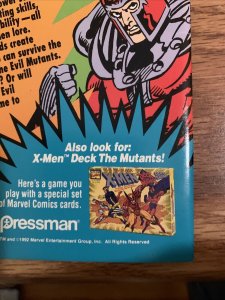 ting skills,
bility—all
en lore.
ds create
can survive the
e Evil Mutants.
? Or will
Evil
me to
Also look for:
X-Men™ Deck The Mutants!
Here's a game you
play with a special set
of Marvel Comics cards.
X-MEN
pressman
TM and ©1992 Marvel Entertainment Group, Inc. All Rights Reserved